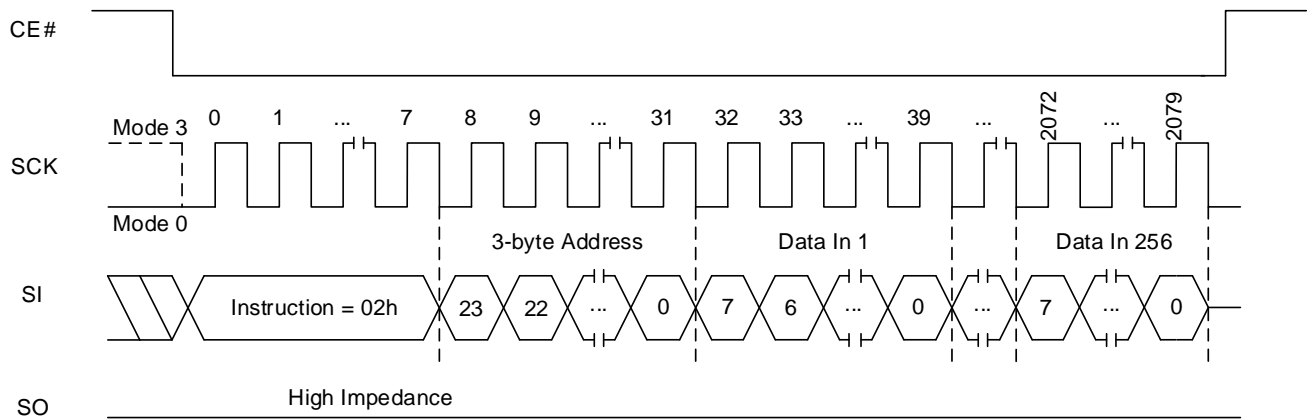 CE#
0 1 ... 7 8 9 ... 31 32 33 ... 39 ... 2072 ... 2079
Mode 3
SCK
Mode 0
3-byte Address Data In 1 Data In 256
SI Instruction = 02h 23 22 ... 0 7 6 ... 0 ... 7 ... 0
High Impedance
SO